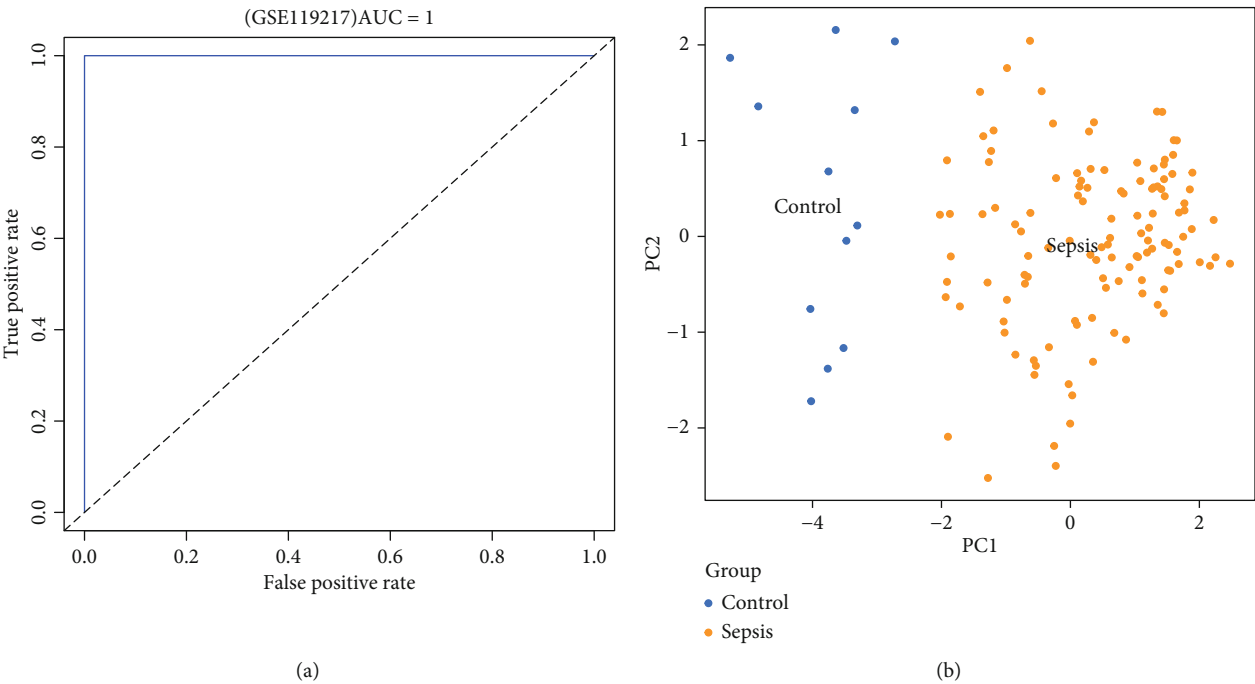 (GSE119217)AUC = 1
1.0
0.8
0.6
0.4
0.2
0.0
True positive rate
0.0 0.2 0.4 0.6 0.8 1.0
False positive rate
(a)
2
1
0
−1
−2
PC2
Control
Sepsis
−4 −2 0 2
PC1
Group
Control
Sepsis
(b)